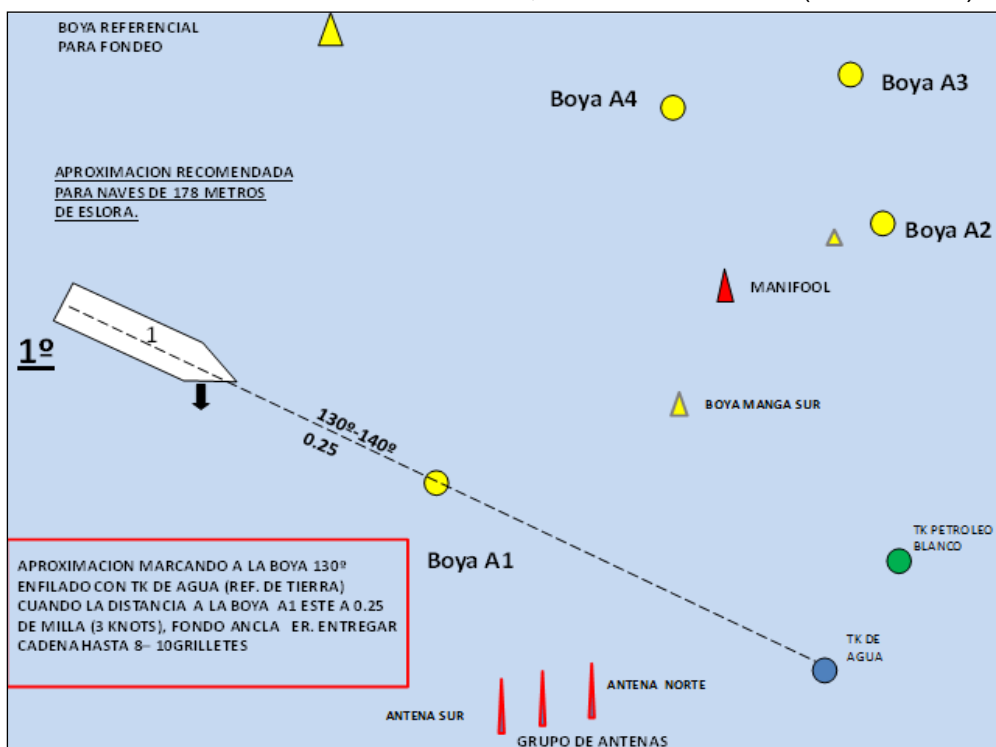 BOYA REFERENCIAL
PARA FONDEO
Boya A4
Boya A3
APROXIMACION RECOMENDADA
PARA NAVES DE 178 METROS
DE ESLORA.
Boya A2
MANIFOOL
1
1º
BOYA MANGA SUR
130º-140º
0.25
Boya A1
TK PETROLEO
BLANCO
APROXIMACION MARCANDO A LA BOYA 130º
ENFILADO CON TK DE AGUA (REF. DE TIERRA)
CUANDO LA DISTANCIA A LA BOYA A1 ESTE A 0.25
DE MILLA (3 KNOTS), FONDO ANCLA ER. ENTREGAR
CADENA HASTA 8– 10GRILLETES
TK DE
AGUA
ANTENA NORTE
ANTENA SUR
GRUPO DE ANTENAS